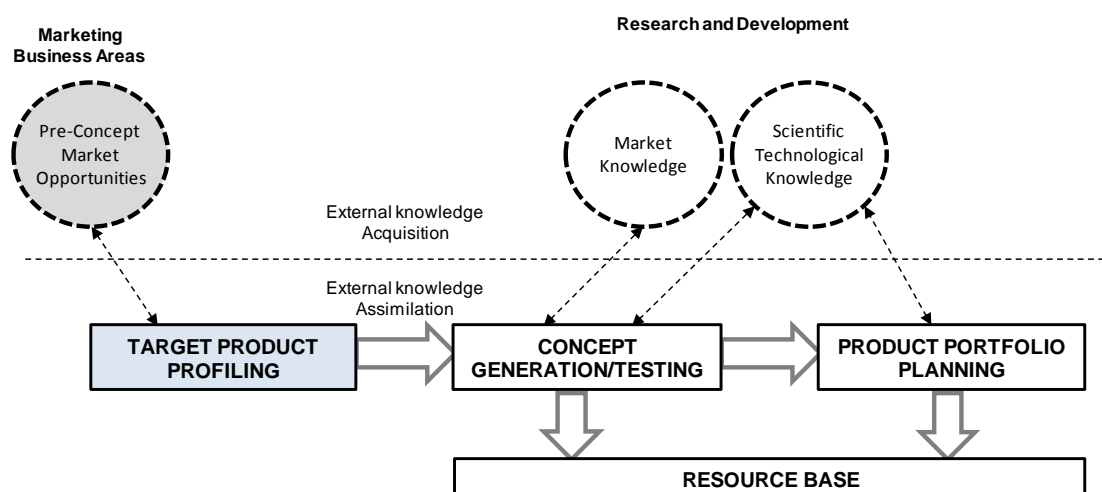 Marketing
Business Areas
Research and Development
Pre-Concept
Market
Opportunities
Market
Knowledge
Scientific
Technological
Knowledge
External knowledge
Acquisition
External knowledge
Assimilation
TARGET PRODUCT
PROFILING
CONCEPT
GENERATION/TESTING
PRODUCT PORTFOLIO
PLANNING
RESOURCE BASE